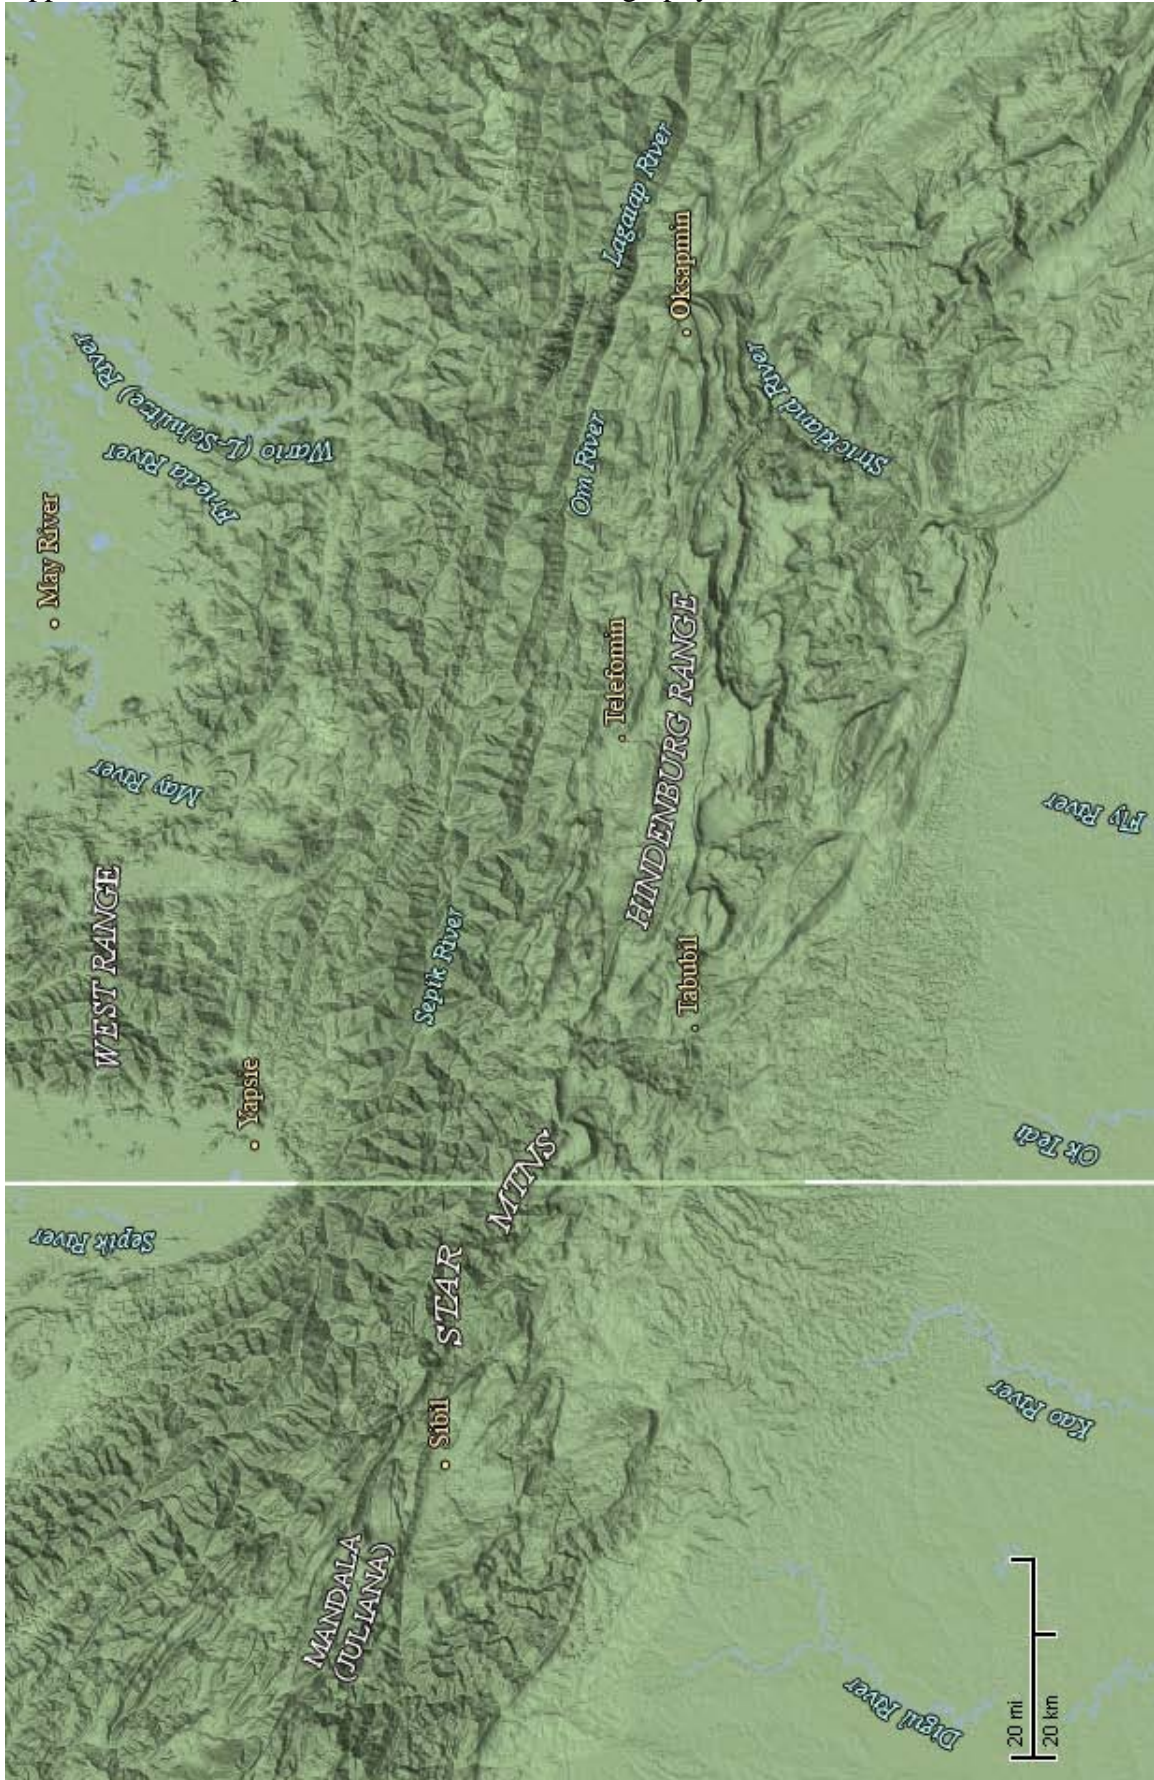 Sepik River
May River
WEST RANGE
May River
Frieda River
Wario (L-Schultze) River
Yapsie
MANDALA
(JULIANA)
Sibil
STAR
MTNS.
Sepik River
Om River
Lagaiap River
Telefomin
HINDENBURG RANGE
Tabubil
Oksapmin
Strickland River
Digul River
Kao River
Ok Tedi
Fly River
20 mi
20 km